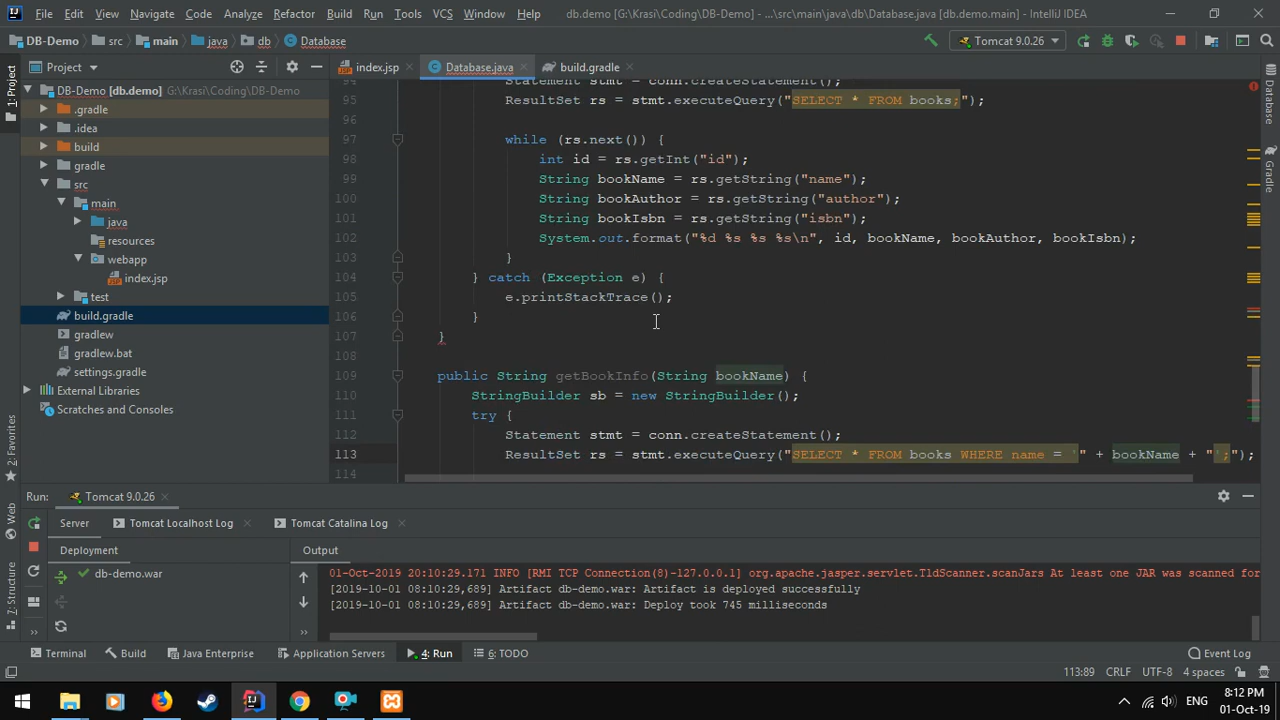 File Edit View Navigate Code Analyze Refactor Build Run Tools VCS Window Help db.demo [G:\Krasi\Coding\DB-Demo] - ...\src\main\java\db\Database.java [db.demo.main] - IntelliJ IDEA
DB-Demo src main java db Database Tomcat 9.0.26
1: Project
Project
index.jsp Database.java build.gradle
DB-Demo [db.demo] G:\Krasi\Coding\DB-Demo
.gradle
.idea
build
gradle
src
main
java
resources
webapp
index.jsp
test
build.gradle
gradlew
gradlew.bat
settings.gradle
External Libraries
Scratches and Consoles
94 Statement stmt = conn.createStatement();
95 ResultSet rs = stmt.executeQuery("SELECT * FROM books;");
96
97 while (rs.next()) {
98 int id = rs.getInt("id");
99 String bookName = rs.getString("name");
100 String bookAuthor = rs.getString("author");
101 String bookIsbn = rs.getString("isbn");
102 System.out.format("%d %s %s %s\n", id, bookName, bookAuthor, bookIsbn);
103 }
104 } catch (Exception e) {
105 e.printStackTrace();
106 }
107 }
108
109 public String getBookInfo(String bookName) {
110 StringBuilder sb = new StringBuilder();
111 try {
112 Statement stmt = conn.createStatement();
113 ResultSet rs = stmt.executeQuery("SELECT * FROM books WHERE name = '" + bookName + "';");
114
Database
Gradle
2: Favorites
Web
7: Structure
Run: Tomcat 9.0.26
Server Tomcat Localhost Log Tomcat Catalina Log
Deployment Output
db-demo.war
01-Oct-2019 20:10:29.171 INFO [RMI TCP Connection(8)-127.0.0.1] org.apache.jasper.servlet.TldScanner.scanJars At least one JAR was scanned for
[2019-10-01 08:10:29,689] Artifact db-demo.war: Artifact is deployed successfully
[2019-10-01 08:10:29,689] Artifact db-demo.war: Deploy took 745 milliseconds
Terminal Build Java Enterprise Application Servers 4: Run 6: TODO Event Log
113:89 CRLF UTF-8 4 spaces
ENG 8:12 PM
01-Oct-19